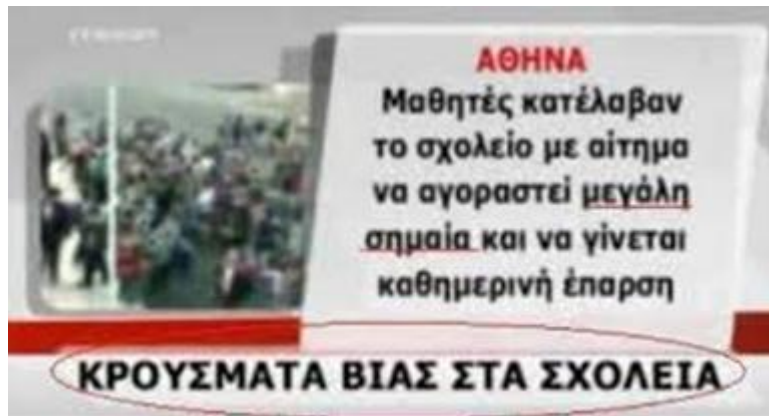 ΑΘΗΝΑ
Μαθητές κατέλαβαν
το σχολείο με αίτημα
να αγοραστεί μεγάλη
σημαία και να γίνεται
καθημερινή έπαρση
ΚΡΟΥΣΜΑΤΑ ΒΙΑΣ ΣΤΑ ΣΧΟΛΕΙΑ